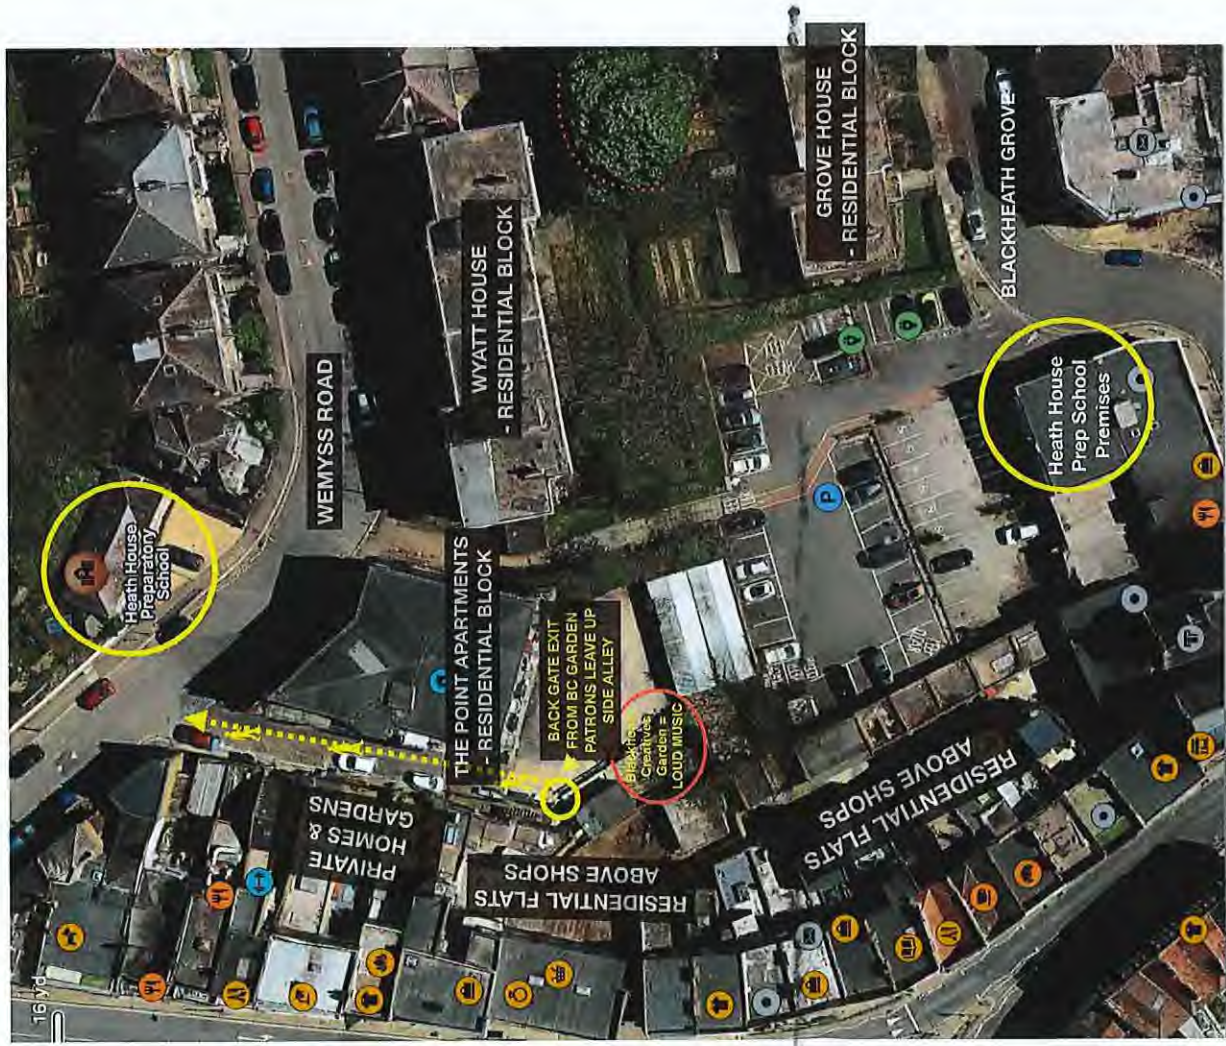 16 yd
Heath House
Preparatory
School
WEMYSS ROAD
WYATT HOUSE
- RESIDENTIAL BLOCK
GROVE HOUSE
- RESIDENTIAL BLOCK
BLACKHEATH GROVE
THE POINT APARTMENTS
- RESIDENTIAL BLOCK
BACK GATE EXIT
FROM BC GARDEN
PATRONS LEAVE UP
SIDE ALLEY
Creatives
Garden =
LOUD MUSIC
PRIVATE
HOMES &
GARDENS
RESIDENTIAL FLATS
ABOVE SHOPS
RESIDENTIAL FLATS
ABOVE SHOPS
Heath House
Prep School
Premises
P